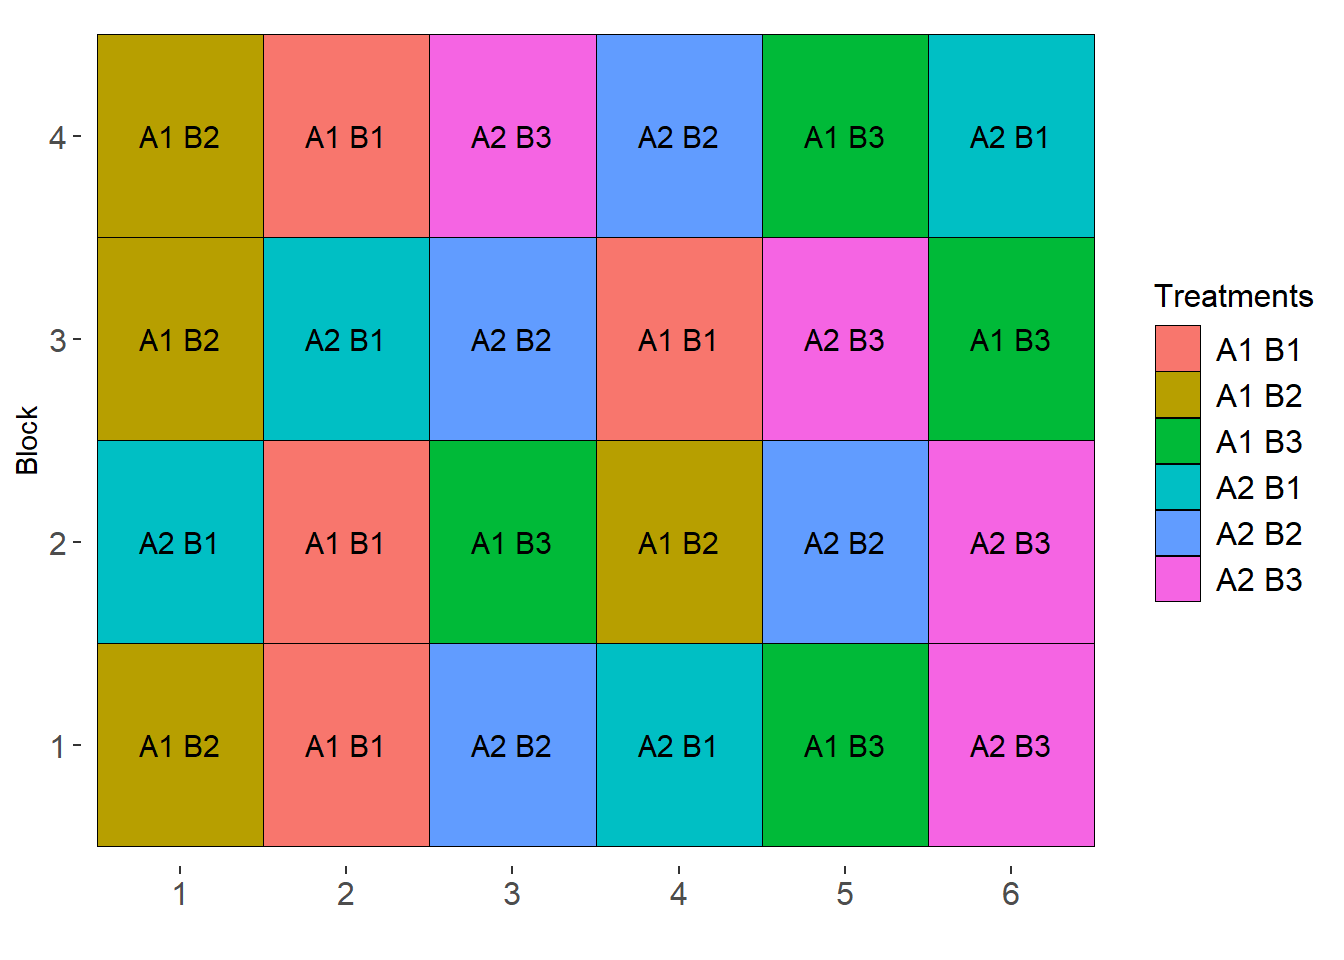 4
A1 B2 A1 B1 A2 B3 A2 B2 A1 B3 A2 B1
3
A1 B2 A2 B1 A2 B2 A1 B1 A2 B3 A1 B3
Block
2
A2 B1 A1 B1 A1 B3 A1 B2 A2 B2 A2 B3
1
A1 B2 A1 B1 A2 B2 A2 B1 A1 B3 A2 B3
1 2 3 4 5 6
Treatments
A1 B1
A1 B2
A1 B3
A2 B1
A2 B2
A2 B3